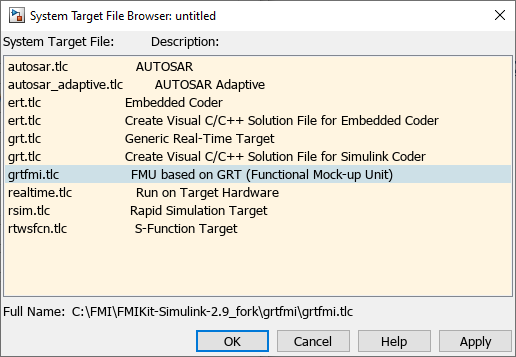 System Target File Browser: untitled
System Target File: Description:
autosar.tlc AUTOSAR
autosar_adaptive.tlc AUTOSAR Adaptive
ert.tlc Embedded Coder
ert.tlc Create Visual C/C++ Solution File for Embedded Coder
grt.tlc Generic Real-Time Target
grt.tlc Create Visual C/C++ Solution File for Simulink Coder
grtfmi.tlc FMU based on GRT (Functional Mock-up Unit)
realtime.tlc Run on Target Hardware
rsim.tlc Rapid Simulation Target
rtwsfcn.tlc S-Function Target
Full Name: C:\FMI\FMIKit-Simulink-2.9_fork\grtfmi\grtfmi.tlc
OK Cancel Help Apply